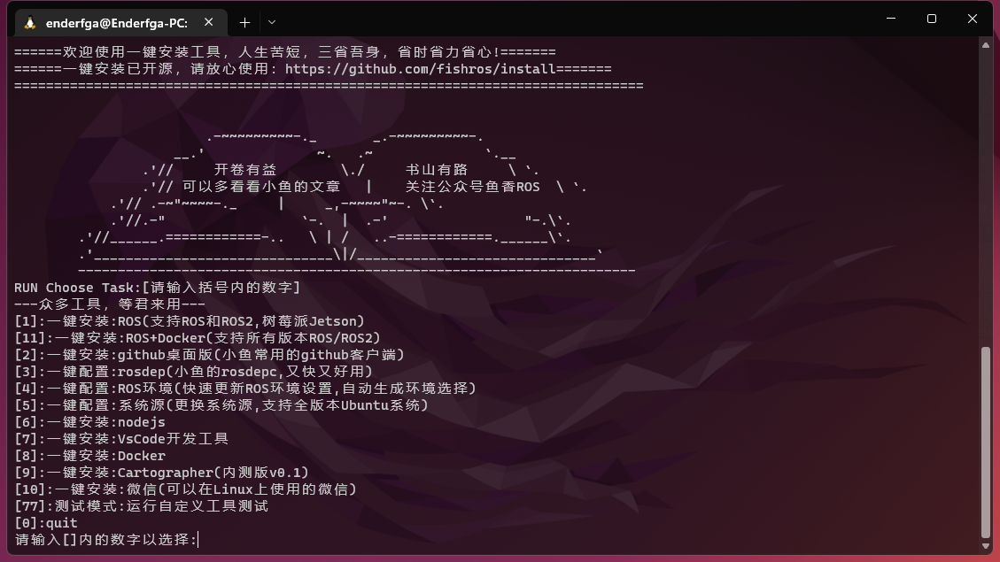 enderfga@Enderfga-PC:
======欢迎使用一键安装工具，人生苦短，三省吾身，省时省力省心!=======
======一键安装已开源，请放心使用：https://github.com/fishros/install=======
===============================================================================
.-~~~~~~~~~-._       _.-~~~~~~~~~-.
__.'              ~.   .~              `.__
.'//     开卷有益        \./     书山有路     \ `.
.'// 可以多看看小鱼的文章   |    关注公众号鱼香ROS  \ `.
.'// .-~"~~~~-._     |     _,-~~~~"~-. \`.
.'//.-"                 `-.  |  .-'                 "-.\`.
.'//______.============-..   \ | /   ..-============.______\`.
.'______________________________\|/______________________________`
----------------------------------------------------------------------
RUN Choose Task:[请输入括号内的数字]
---众多工具，等君来用---
[1]:一键安装:ROS(支持ROS和ROS2,树莓派Jetson)
[11]:一键安装:ROS+Docker(支持所有版本ROS/ROS2)
[2]:一键安装:github桌面版(小鱼常用的github客户端)
[3]:一键配置:rosdep(小鱼的rosdepc,又快又好用)
[4]:一键配置:ROS环境(快速更新ROS环境设置,自动生成环境选择)
[5]:一键配置:系统源(更换系统源,支持全版本Ubuntu系统)
[6]:一键安装:nodejs
[7]:一键安装:VsCode开发工具
[8]:一键安装:Docker
[9]:一键安装:Cartographer(内测版v0.1)
[10]:一键安装:微信(可以在Linux上使用的微信)
[77]:测试模式:运行自定义工具测试
[0]:quit
请输入[]内的数字以选择: